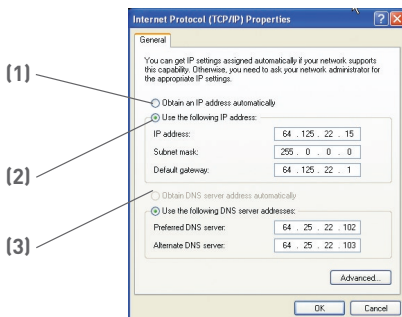 Internet Protocol (TCP/IP) Properties
General
You can get IP settings assigned automatically if your network supports
this capability. Otherwise, you need to ask your network administrator for
the appropriate IP settings.
(1)
Obtain an IP address automatically
Use the following IP address:
(2)
IP address: 64 . 125 . 22 . 15
Subnet mask: 255 . 0 . 0 . 0
Default gateway: 64 . 125 . 22 . 1
(3)
Obtain DNS server address automatically
Use the following DNS server addresses:
Preferred DNS server: 64 . 25 . 22 . 102
Alternate DNS server: 64 . 25 . 22 . 103
Advanced...
OK Cancel